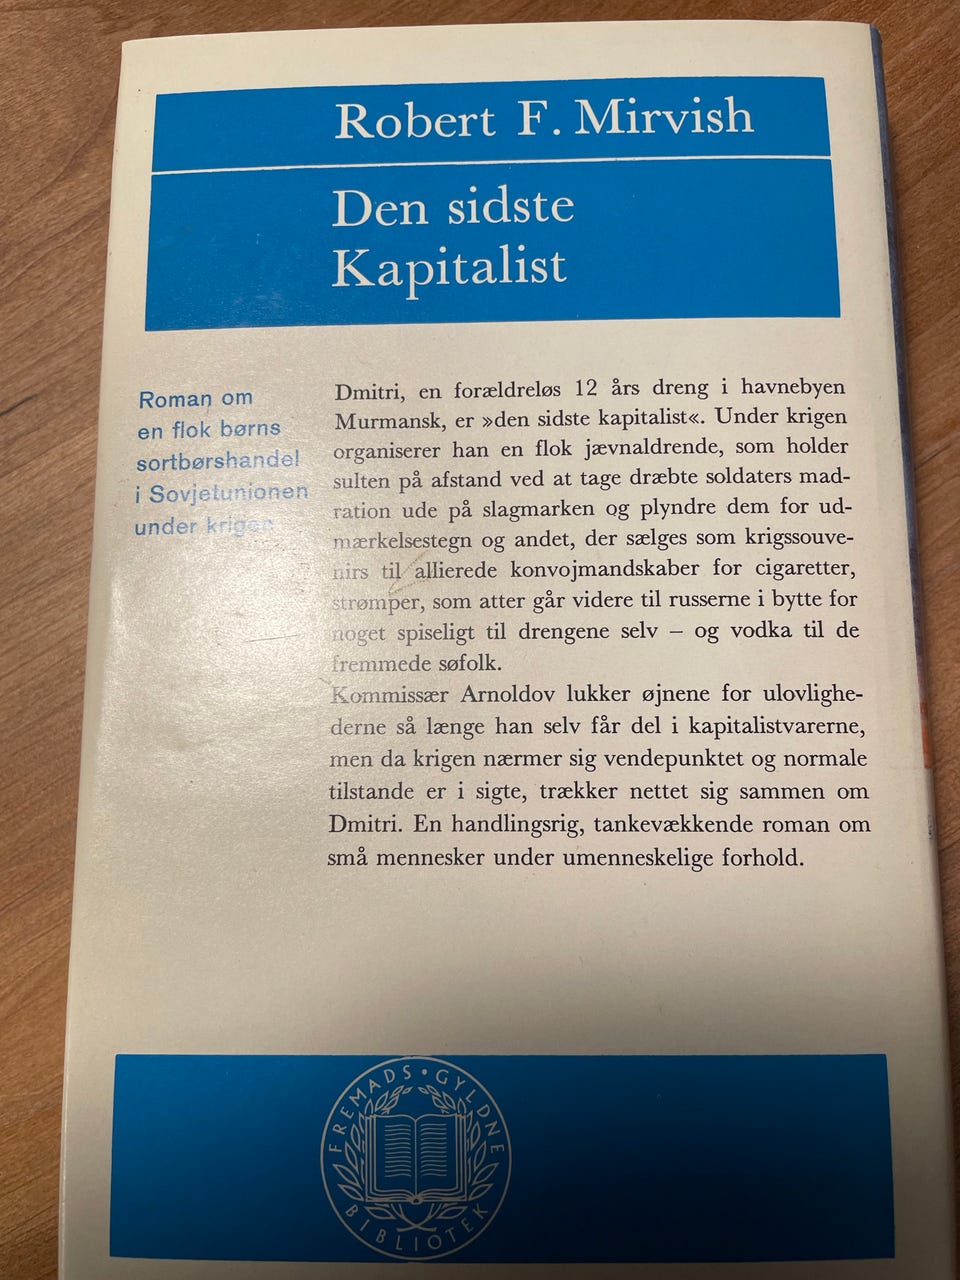 Robert F. Mirvish
Den sidste
Kapitalist
Roman om
en flok børns
sortbørshandel
i Sovjetunionen
under krigen
Dmitri, en forældreløs 12 års dreng i havnebyen
Murmansk, er »den sidste kapitalist«. Under krigen
organiserer han en flok jævnaldrende, som holder
sulten på afstand ved at tage dræbte soldaters mad-
ration ude på slagmarken og plyndre dem for ud-
mærkelsestegn og andet, der sælges som krigssouve-
nirs til allierede konvojmandskaber for cigaretter,
strømper, som atter går videre til russerne i bytte for
noget spiseligt til drengene selv – og vodka til de
fremmede søfolk.
Kommissær Arnoldov lukker øjnene for ulovlighe-
derne så længe han selv får del i kapitalistvarerne,
men da krigen nærmer sig vendepunktet og normale
tilstande er i sigte, trækker nettet sig sammen om
Dmitri. En handlingsrig, tankevækkende roman om
små mennesker under umenneskelige forhold.
FREMADS • GYLDNE
BIBLIOTEK